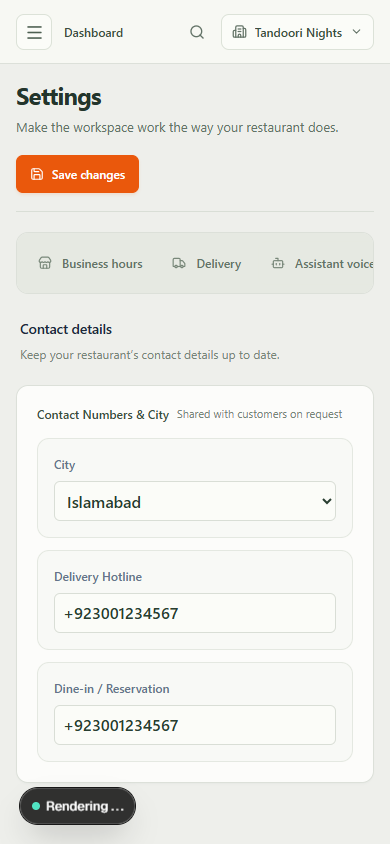 Dashboard
Tandoori Nights
Settings
Make the workspace work the way your restaurant does.
Save changes
Business hours
Delivery
Assistant voice
Contact details
Keep your restaurant's contact details up to date.
Contact Numbers & City Shared with customers on request
City
Islamabad
Delivery Hotline
+923001234567
Dine-in / Reservation
+923001234567
Rendering ...